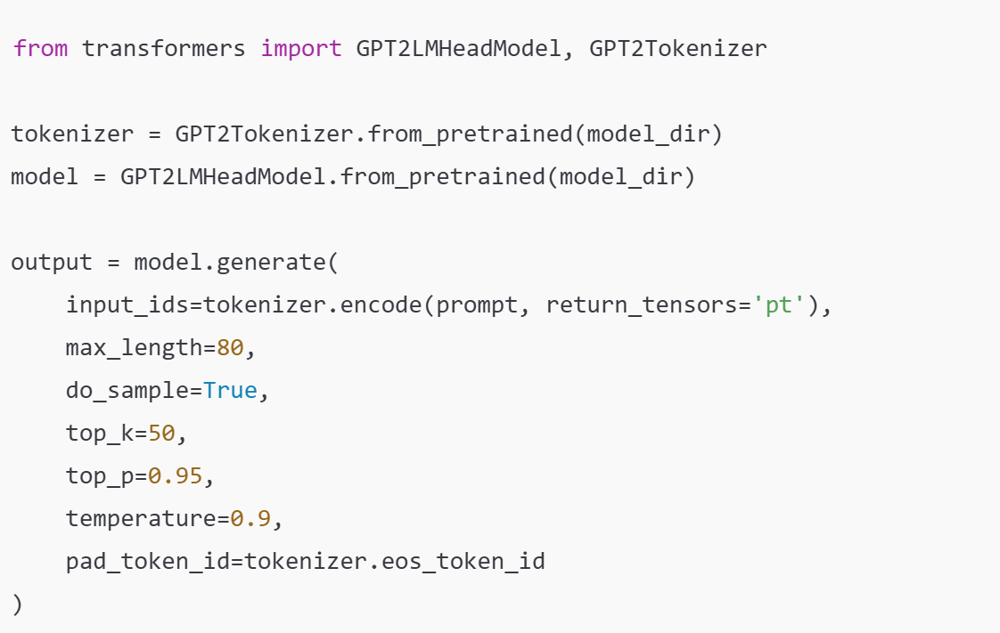 from transformers import GPT2LMHeadModel, GPT2Tokenizer
tokenizer = GPT2Tokenizer.from_pretrained(model_dir)
model = GPT2LMHeadModel.from_pretrained(model_dir)
output = model.generate(
    input_ids=tokenizer.encode(prompt, return_tensors='pt'),
    max_length=80,
    do_sample=True,
    top_k=50,
    top_p=0.95,
    temperature=0.9,
    pad_token_id=tokenizer.eos_token_id
)